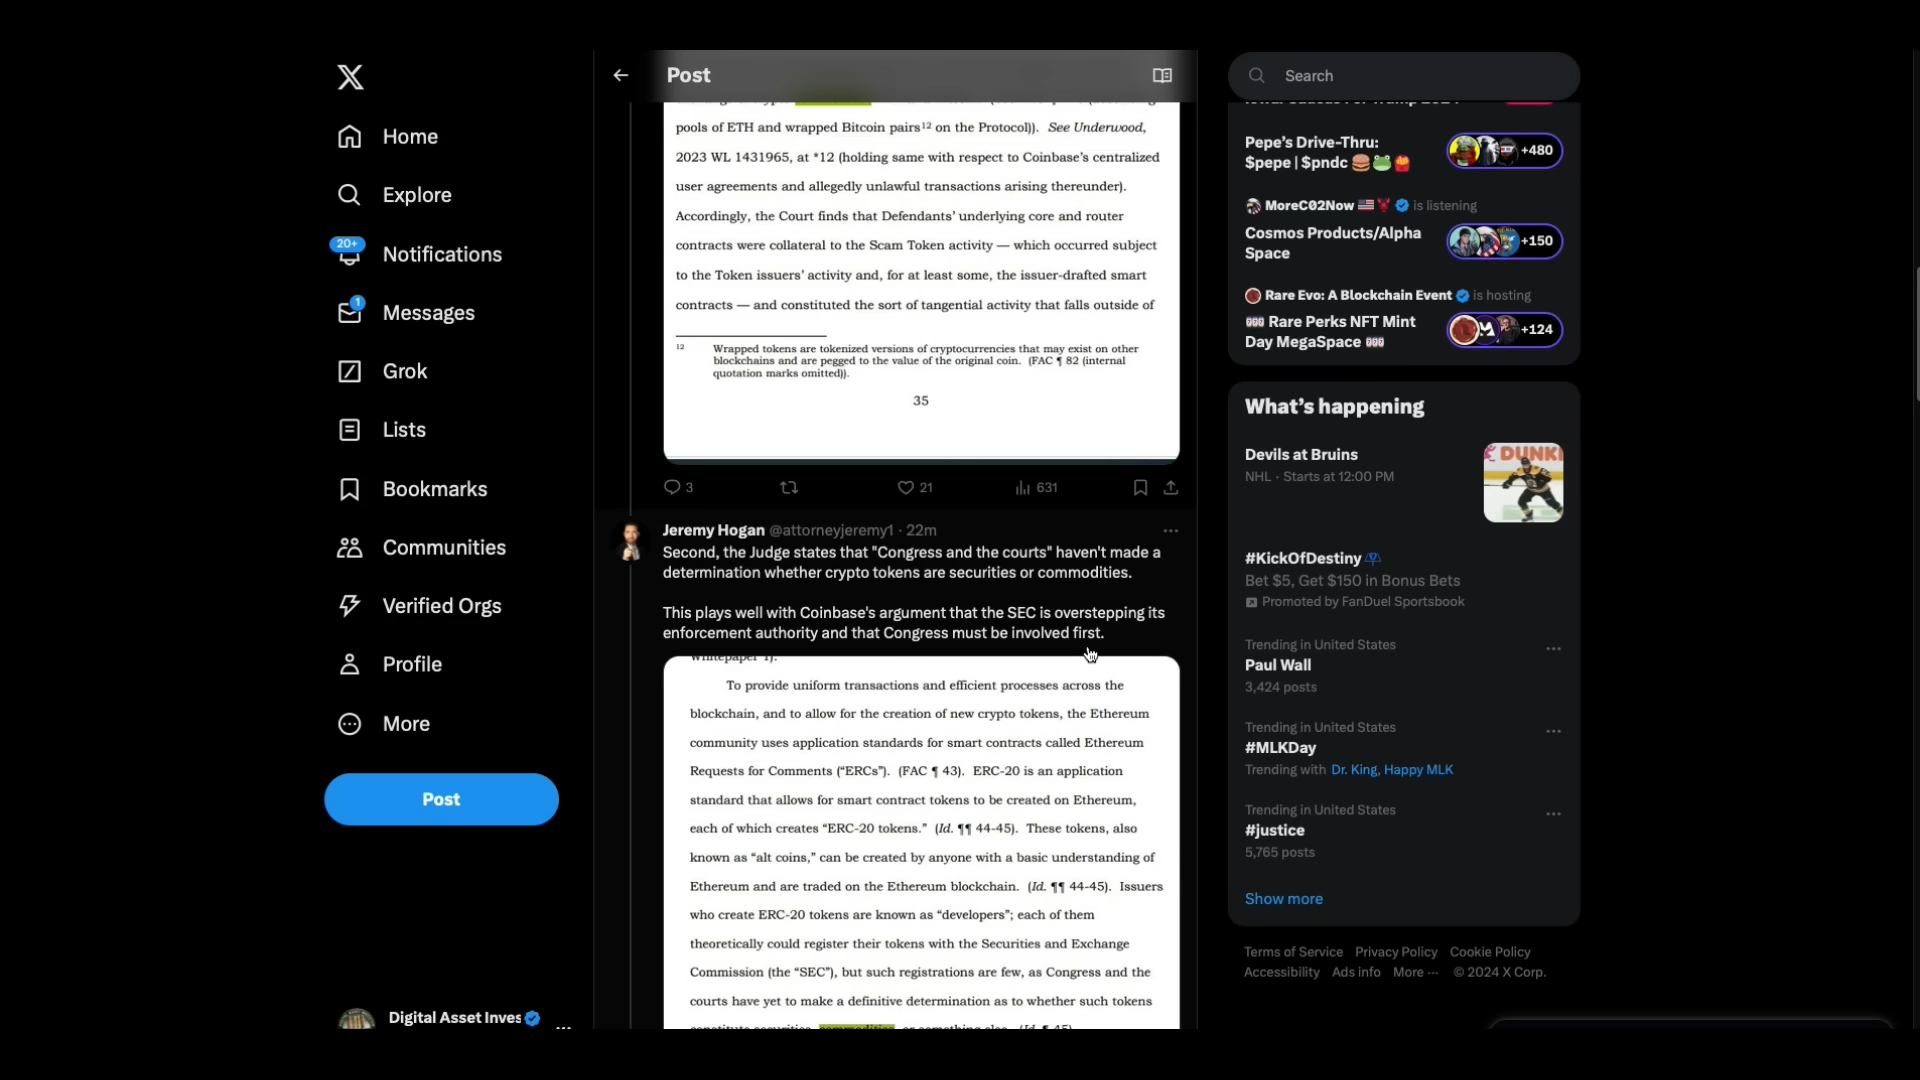 Home
Explore
20+
Notifications
1
Messages
Grok
Lists
Bookmarks
Communities
Verified Orgs
Profile
More
Post
Digital Asset Inves
Post
pools of ETH and wrapped Bitcoin pairs¹² on the Protocol)). See Underwood,
2023 WL 1431965, at *12 (holding same with respect to Coinbase's centralized
user agreements and allegedly unlawful transactions arising thereunder).
Accordingly, the Court finds that Defendants' underlying core and router
contracts were collateral to the Scam Token activity — which occurred subject
to the Token issuers' activity and, for at least some, the issuer-drafted smart
contracts — and constituted the sort of tangential activity that falls outside of
12 Wrapped tokens are tokenized versions of cryptocurrencies that may exist on other
blockchains and are pegged to the value of the original coin. (FAC ¶ 82 (internal
quotation marks omitted)).
35
3
21
631
Jeremy Hogan @attorneyjeremy1 · 22m
Second, the Judge states that "Congress and the courts" haven't made a
determination whether crypto tokens are securities or commodities.
This plays well with Coinbase's argument that the SEC is overstepping its
enforcement authority and that Congress must be involved first.
Whitepaper 1).
To provide uniform transactions and efficient processes across the
blockchain, and to allow for the creation of new crypto tokens, the Ethereum
community uses application standards for smart contracts called Ethereum
Requests for Comments ("ERCs"). (FAC ¶ 43). ERC-20 is an application
standard that allows for smart contract tokens to be created on Ethereum,
each of which creates "ERC-20 tokens." (Id. ¶¶ 44-45). These tokens, also
known as "alt coins," can be created by anyone with a basic understanding of
Ethereum and are traded on the Ethereum blockchain. (Id. ¶¶ 44-45). Issuers
who create ERC-20 tokens are known as "developers"; each of them
theoretically could register their tokens with the Securities and Exchange
Commission (the "SEC"), but such registrations are few, as Congress and the
courts have yet to make a definitive determination as to whether such tokens
constitute securities, commodities, or something else. (Id. ¶ 45).
Search
Pepe's Drive-Thru:
$pepe | $pndc 🍔🐸🍟
+480
MoreC02Now is listening
Cosmos Products/Alpha
Space
+150
Rare Evo: A Blockchain Event is hosting
Rare Perks NFT Mint
Day MegaSpace
+124
What's happening
Devils at Bruins
NHL · Starts at 12:00 PM
DUNKI
#KickOfDestiny
Bet $5, Get $150 in Bonus Bets
Promoted by FanDuel Sportsbook
Trending in United States
Paul Wall
3,424 posts
Trending in United States
#MLKDay
Trending with Dr. King, Happy MLK
Trending in United States
#justice
5,765 posts
Show more
Terms of Service Privacy Policy Cookie Policy
Accessibility Ads info More ··· © 2024 X Corp.